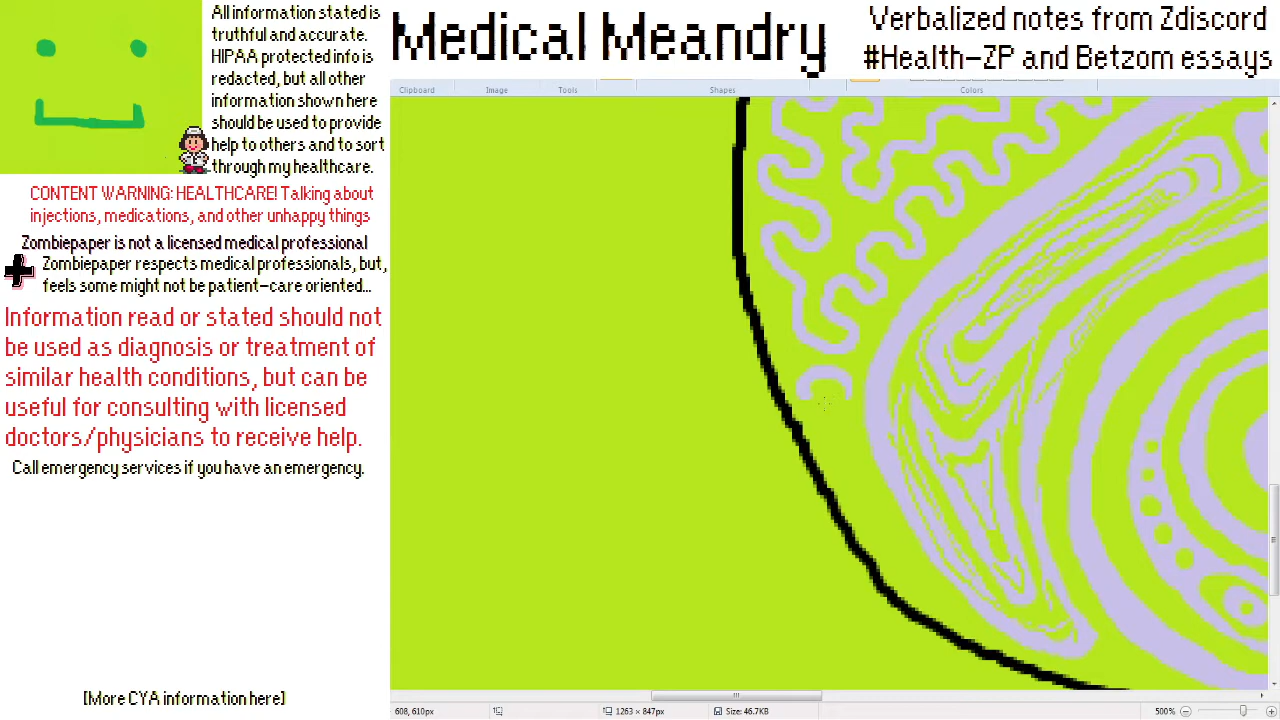 All information stated is
truthful and accurate.
HIPAA protected info is
redacted, but all other
information shown here
should be used to provide
help to others and to sort
through my healthcare.
CONTENT WARNING: HEALTHCARE! Talking about
injections, medications, and other unhappy things
Zombiepaper is not a licensed medical professional
Zombiepaper respects medical professionals, but,
feels some might not be patient-care oriented...
Information read or stated should not
be used as diagnosis or treatment of
similar health conditions, but can be
useful for consulting with licensed
doctors/physicians to receive help.
Call emergency services if you have an emergency.
[More CYA information here]
Medical Meandry
Verbalized notes from Zdiscord
#Health-ZP and Betzom essays
Clipboard Image Tools Shapes Colors
608, 610px 1263 × 847px Size: 46.7KB 500%